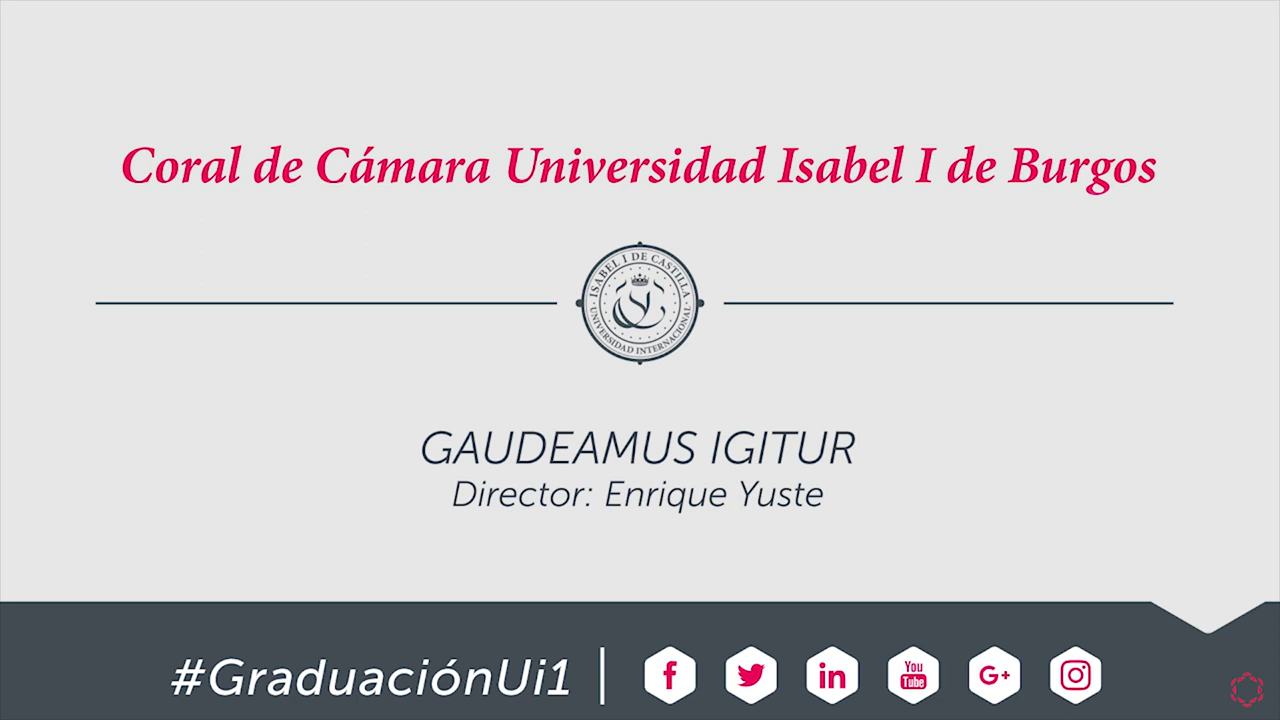 Coral de Cámara Universidad Isabel I de Burgos
ISABEL I DE CASTILLA
UNIVERSIDAD INTERNACIONAL
GAUDEAMUS IGITUR
Director: Enrique Yuste
#GraduaciónUi1
f in You Tube G+